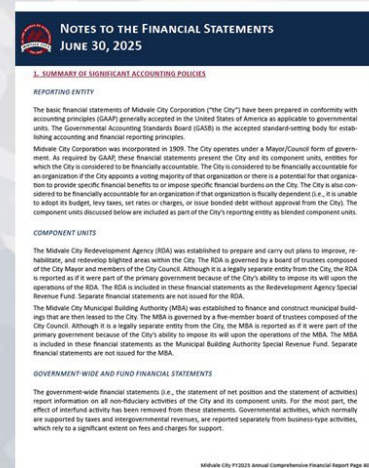 NOTES TO THE FINANCIAL STATEMENTS
JUNE 30, 2025
1. SUMMARY OF SIGNIFICANT ACCOUNTING POLICIES
REPORTING ENTITY
The basic financial statements of Midvale City Corporation ("the City") have been prepared in conformity with
accounting principles (GAAP) generally accepted in the United States of America as applicable to governmental
units. The Governmental Accounting Standards Board (GASB) is the accepted standard-setting body for estab-
lishing accounting and financial reporting principles.
Midvale City Corporation was incorporated in 1909. The City operates under a Mayor/Council form of govern-
ment. As required by GAAP, these financial statements present the City and its component units, entities for
which the City is considered to be financially accountable. The City is considered to be financially accountable for
an organization if the City appoints a voting majority of that organization or there is a potential for that organiza-
tion to provide specific financial benefits to or impose specific financial burdens on the City. The City is also con-
sidered to be financially accountable for an organization if that organization is fiscally dependent (i.e., it is unable
to adopt its budget, levy taxes, set rates or charges, or issue bonded debt without approval from the City). The
component units discussed below are included as part of the City's reporting entity as blended component units.
COMPONENT UNITS
The Midvale City Redevelopment Agency (RDA) was established to prepare and carry out plans to improve, re-
habilitate, and redevelop blighted areas within the City. The RDA is governed by a board of trustees composed
of the City Mayor and members of the City Council. Although it is a legally separate entity from the City, the RDA
is reported as if it were part of the primary government because of the City's ability to impose its will upon the
operations of the RDA. The RDA is included in these financial statements as the Redevelopment Agency Special
Revenue Fund. Separate financial statements are not issued for the RDA.
The Midvale City Municipal Building Authority (MBA) was established to finance and construct municipal build-
ings that are then leased to the City. The MBA is governed by a five-member board of trustees composed of the
City Council. Although it is a legally separate entity from the City, the MBA is reported as if it were part of the
primary government because of the City's ability to impose its will upon the operations of the MBA. The MBA
is included in these financial statements as the Municipal Building Authority Special Revenue Fund. Separate
financial statements are not issued for the MBA.
GOVERNMENT-WIDE AND FUND FINANCIAL STATEMENTS
The government-wide financial statements (i.e., the statement of net position and the statement of activities)
report information on all non-fiduciary activities of the City and its component units. For the most part, the
effect of interfund activity has been removed from these statements. Governmental activities, which normally
are supported by taxes and intergovernmental revenues, are reported separately from business-type activities,
which rely to a significant extent on fees and charges for support.
Midvale City FY2025 Annual Comprehensive Financial Report Page 40